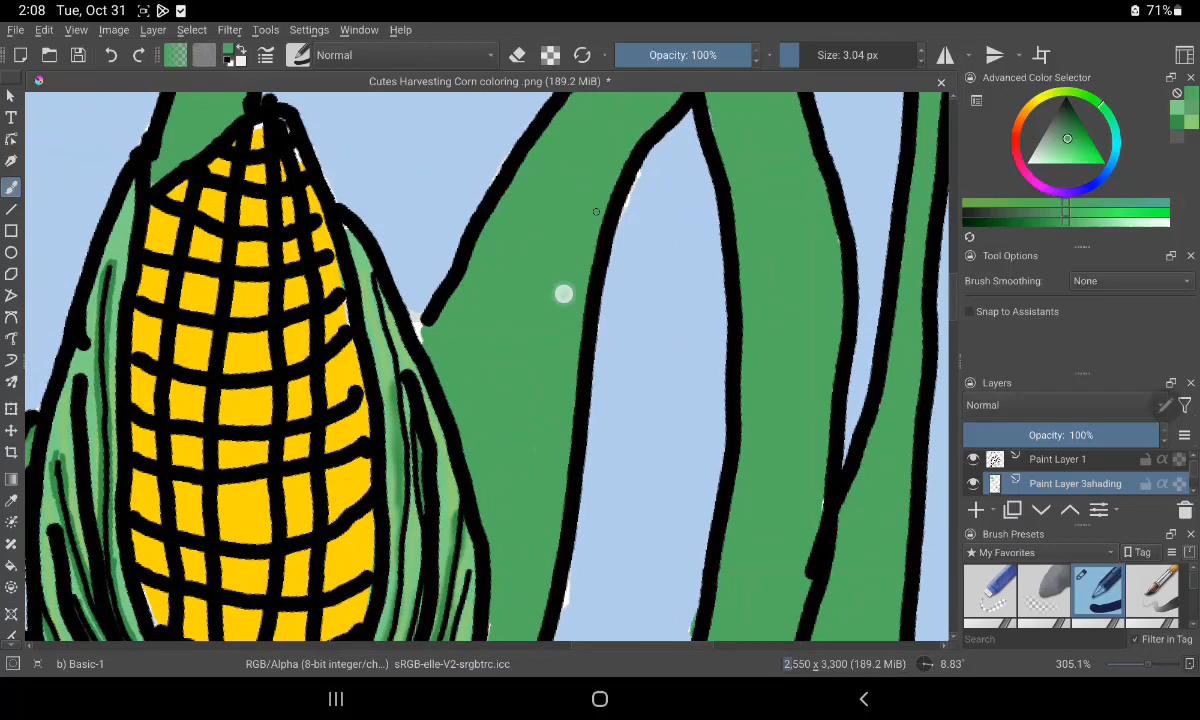 2:08 Tue, Oct 31 71%
File Edit View Image Layer Select Filter Tools Settings Window Help
Normal Opacity: 100% Size: 3.04 px
Cutes Harvesting Corn coloring .png (189.2 MiB) *
Advanced Color Selector
Tool Options
Brush Smoothing: None
Snap to Assistants
Layers
Normal
Opacity: 100%
Paint Layer 1
Paint Layer 3ahading
Brush Presets
My Favorites Tag
Search Filter in Tag
b) Basic-1 RGB/Alpha (8-bit integer/ch...) sRGB-elle-V2-srgbtrc.icc 2,550 x 3,300 (189.2 MiB) 8.83° 305.1%